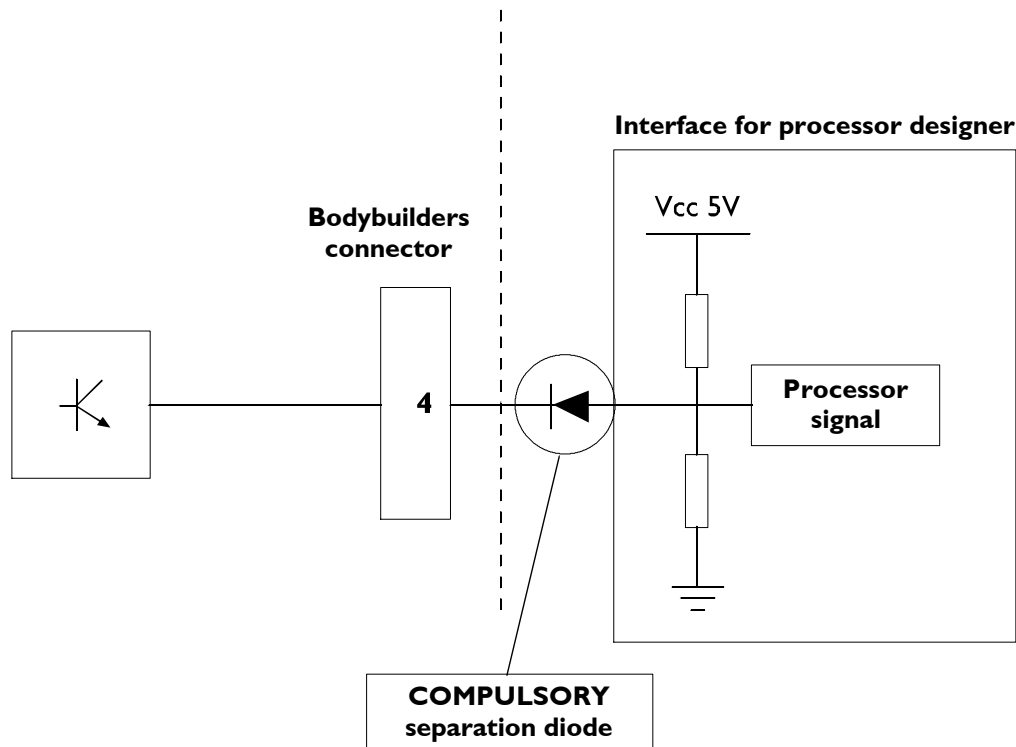 Interface for processor designer
Vcc 5V
Bodybuilders
connector
4
Processor
signal
COMPULSORY
separation diode